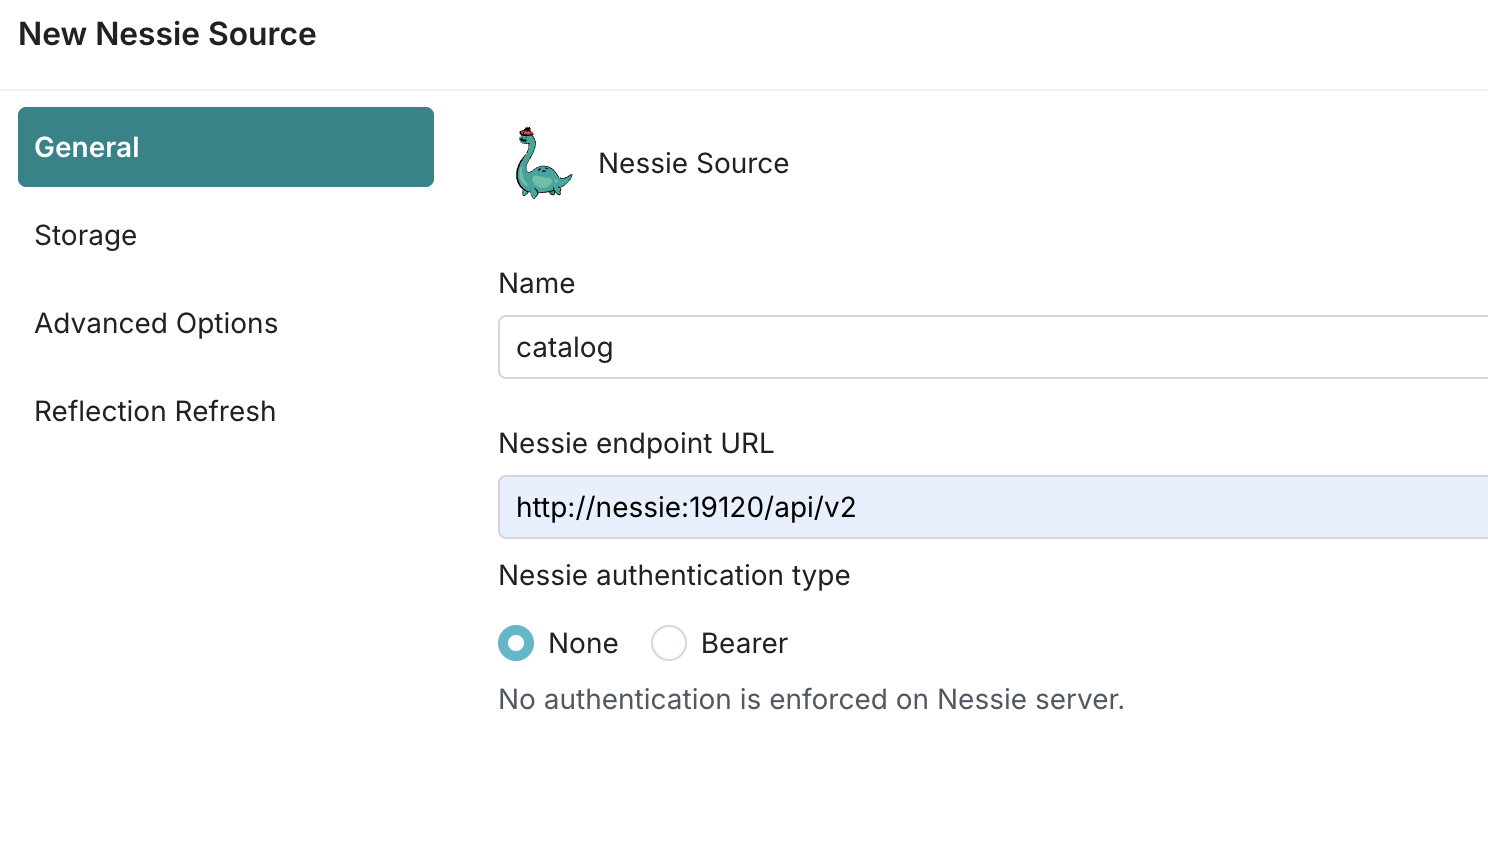 New Nessie Source
General
Storage
Advanced Options
Reflection Refresh
Nessie Source
Name
catalog
Nessie endpoint URL
http://nessie:19120/api/v2
Nessie authentication type
None Bearer
No authentication is enforced on Nessie server.